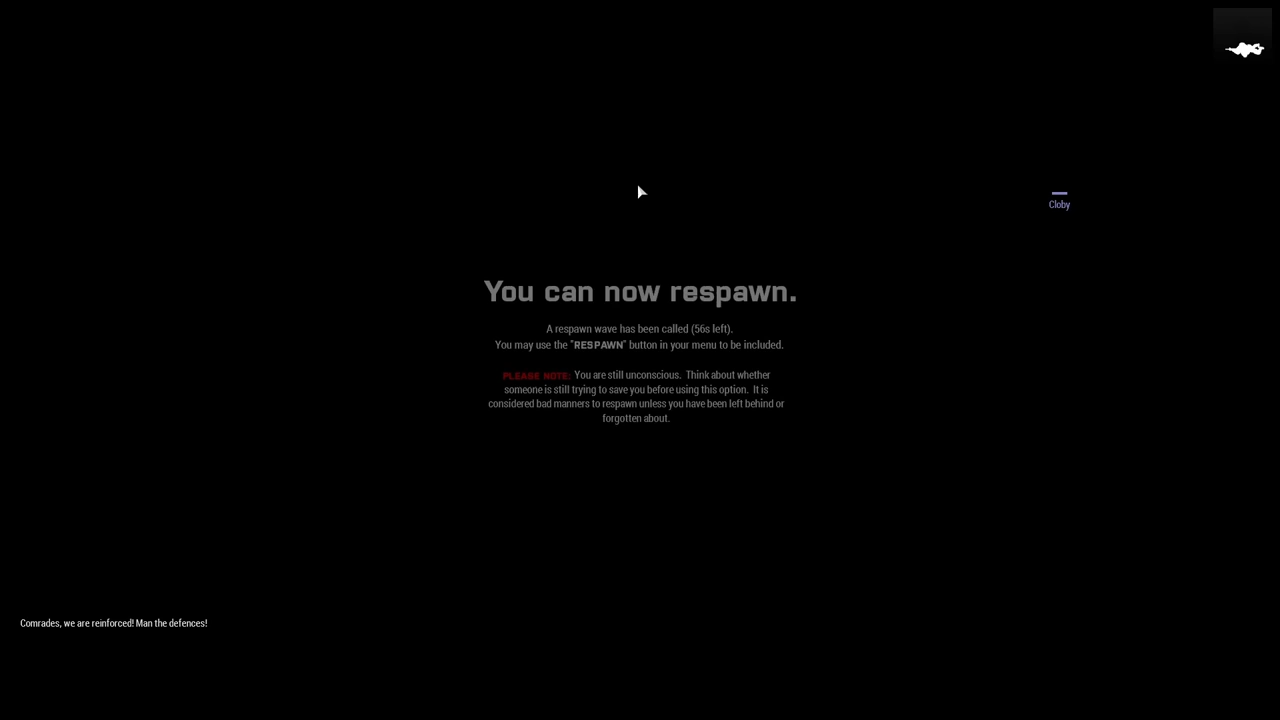 Cloby
You can now respawn.
A respawn wave has been called (56s left).
You may use the "RESPAWN" button in your menu to be included.
PLEASE NOTE: You are still unconscious. Think about whether
someone is still trying to save you before using this option. It is
considered bad manners to respawn unless you have been left behind or
forgotten about.
Comrades, we are reinforced! Man the defences!